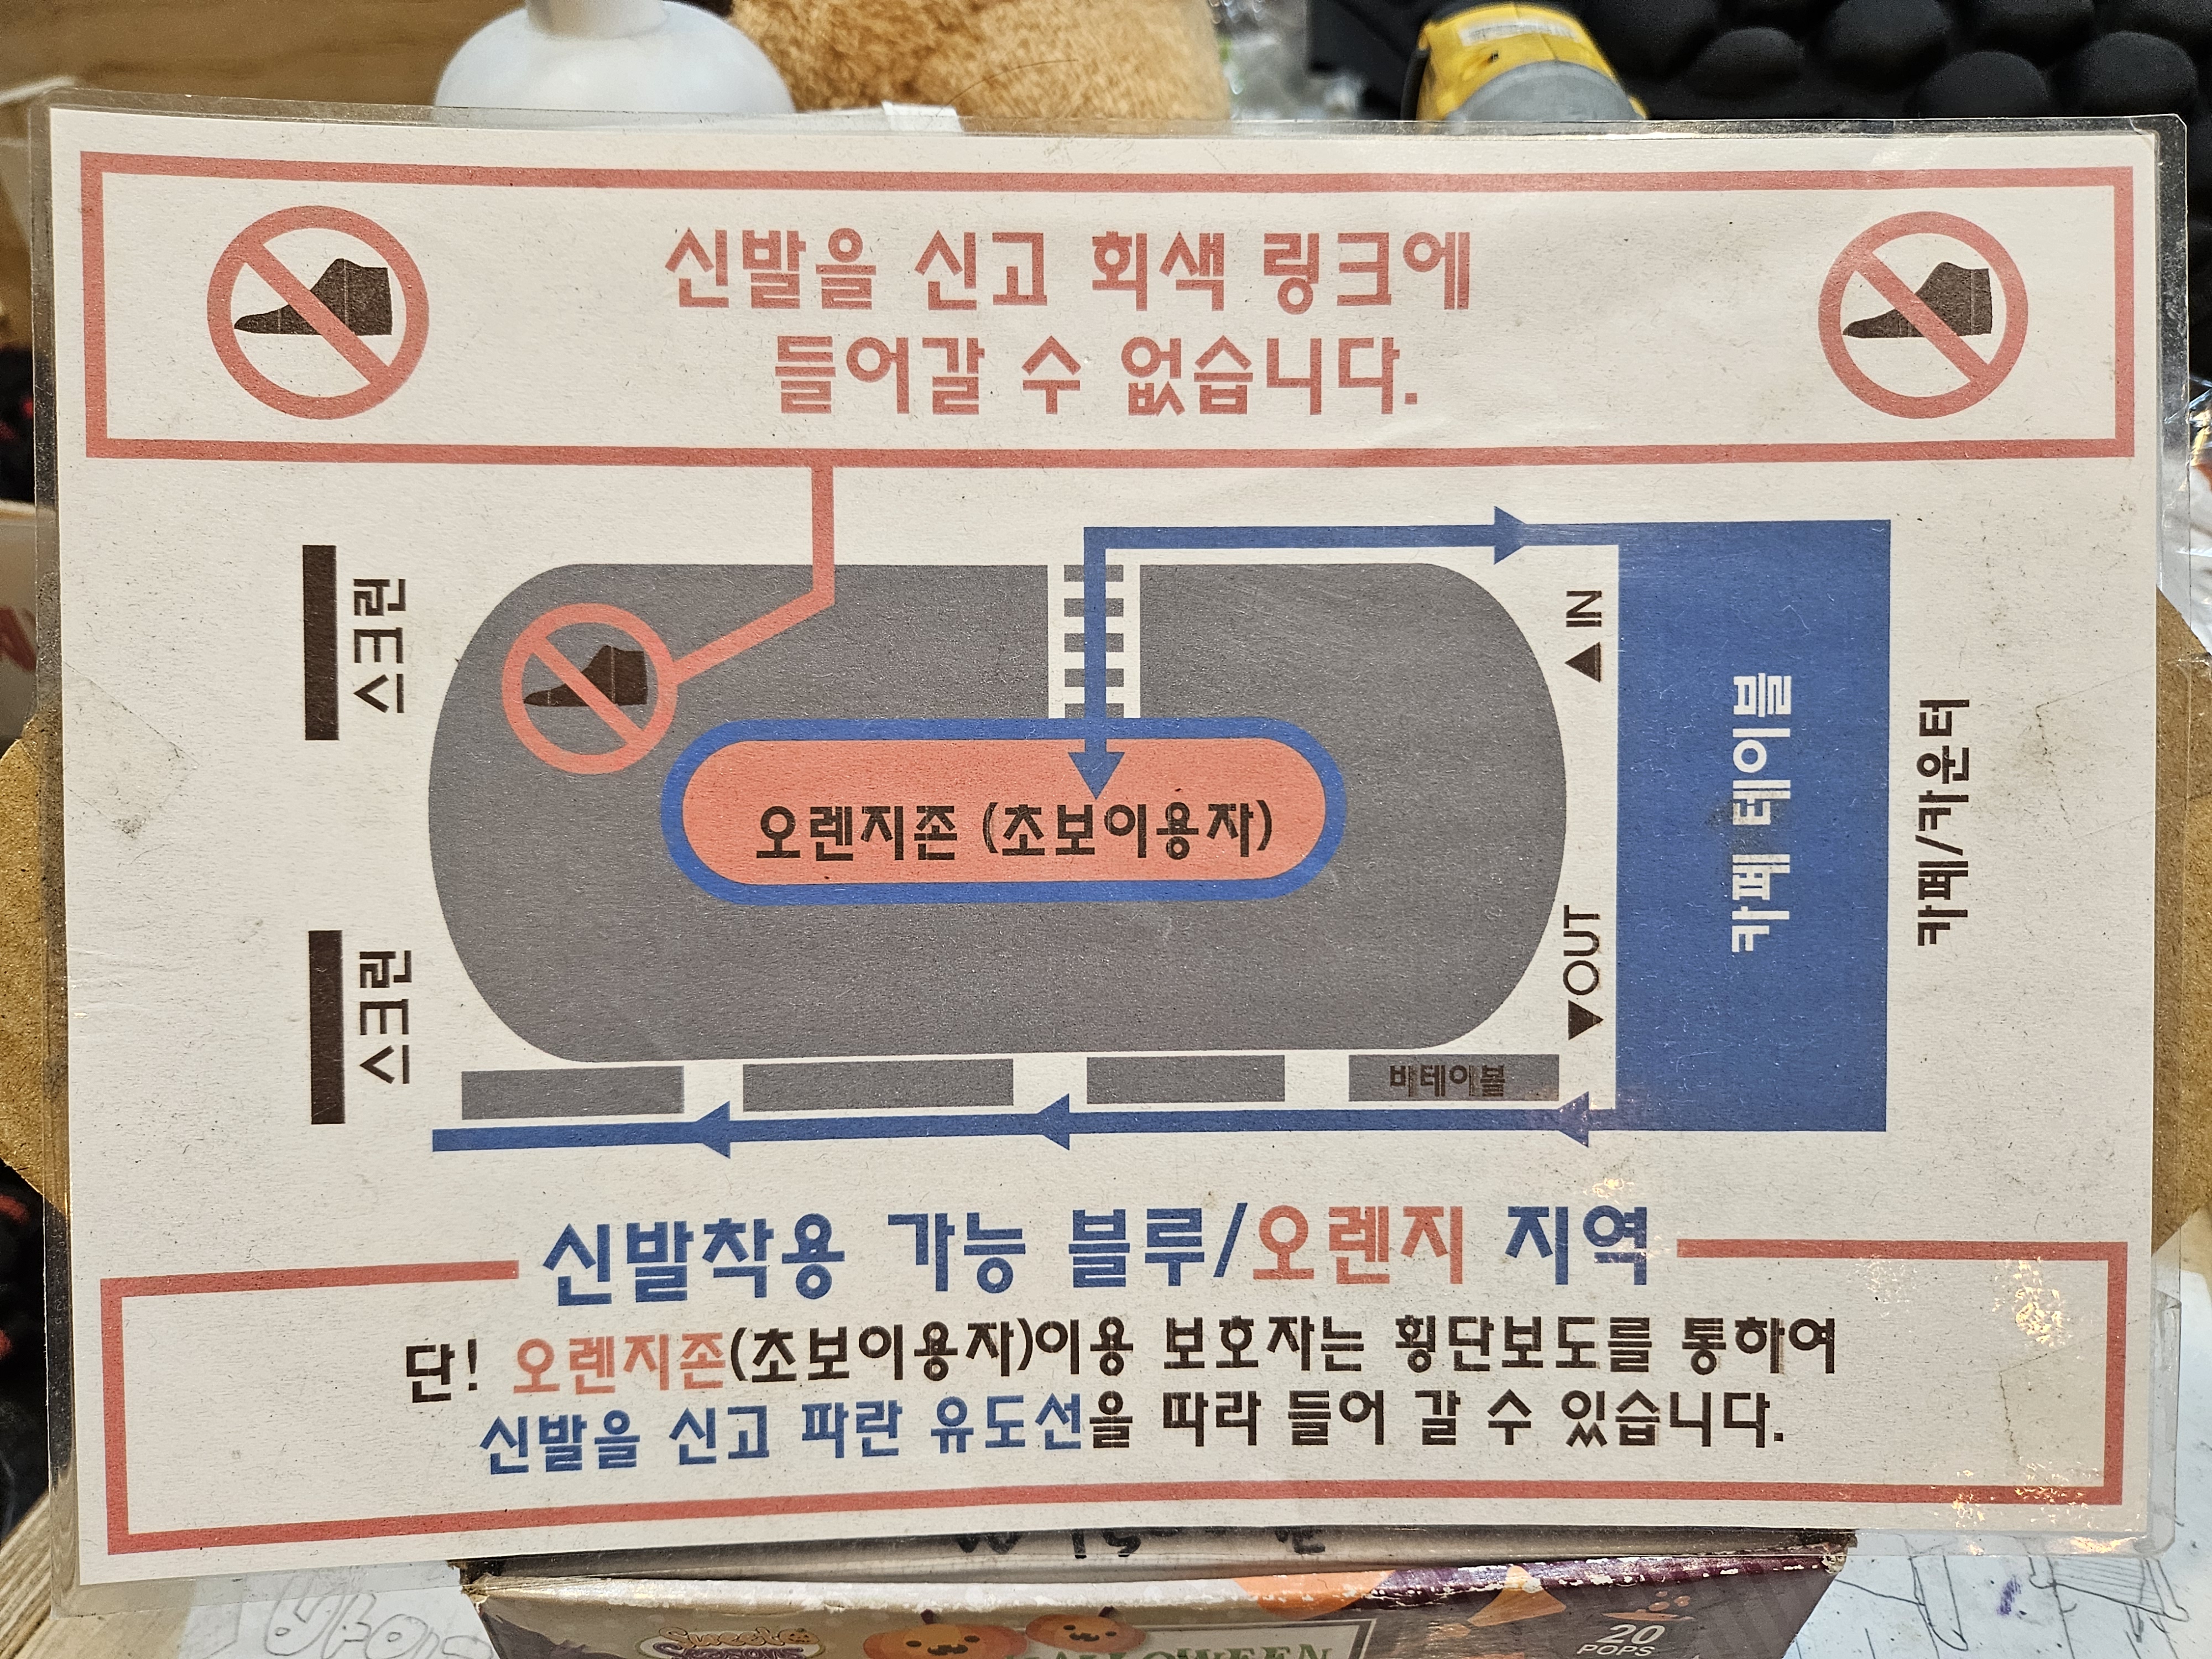 신발을 신고 회색 링크에
들어갈 수 없습니다.
스크린
스크린
오렌지존 (초보이용자)
▲ IN
▼OUT
카페 테이블
카페/카운터
바테이블
신발착용 가능 블루/오렌지 지역
단! 오렌지존(초보이용자)이용 보호자는 횡단보도를 통하여
신발을 신고 파란 유도선을 따라 들어 갈 수 있습니다.
20
POPS